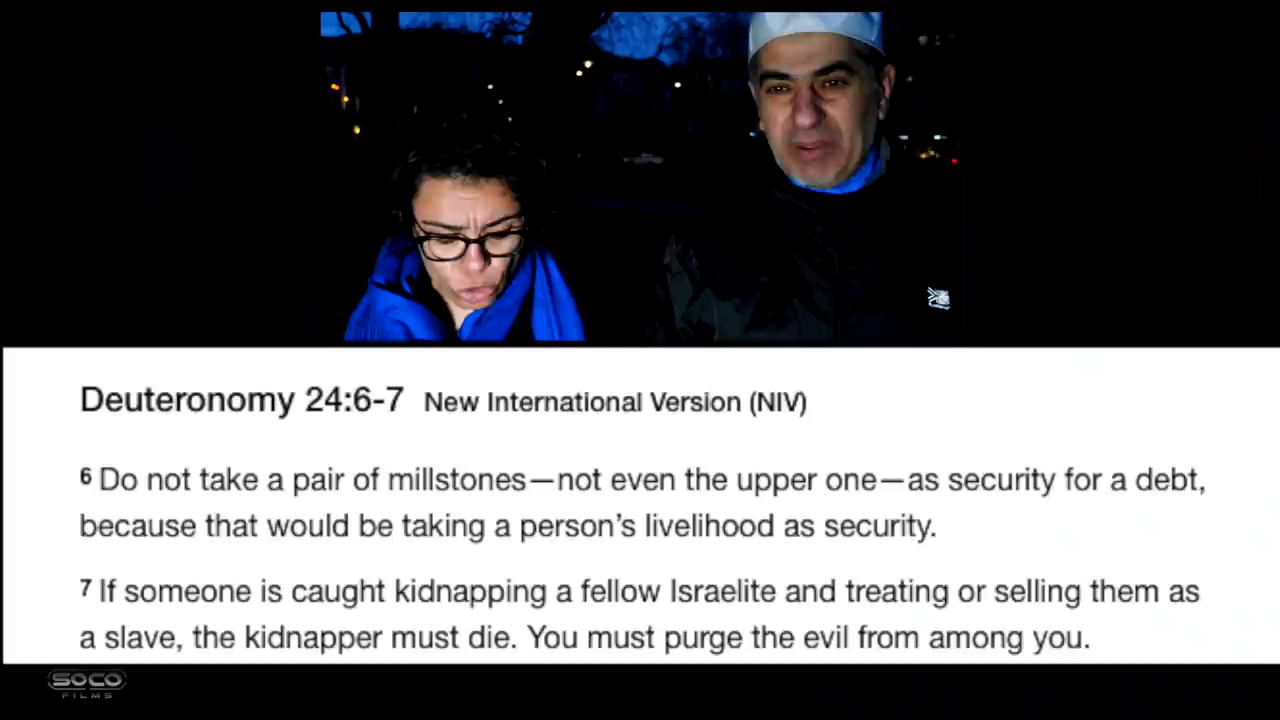 Deuteronomy 24:6-7 New International Version (NIV)
6 Do not take a pair of millstones—not even the upper one—as security for a debt,
because that would be taking a person's livelihood as security.
7 If someone is caught kidnapping a fellow Israelite and treating or selling them as
a slave, the kidnapper must die. You must purge the evil from among you.
SOCO
FILMS